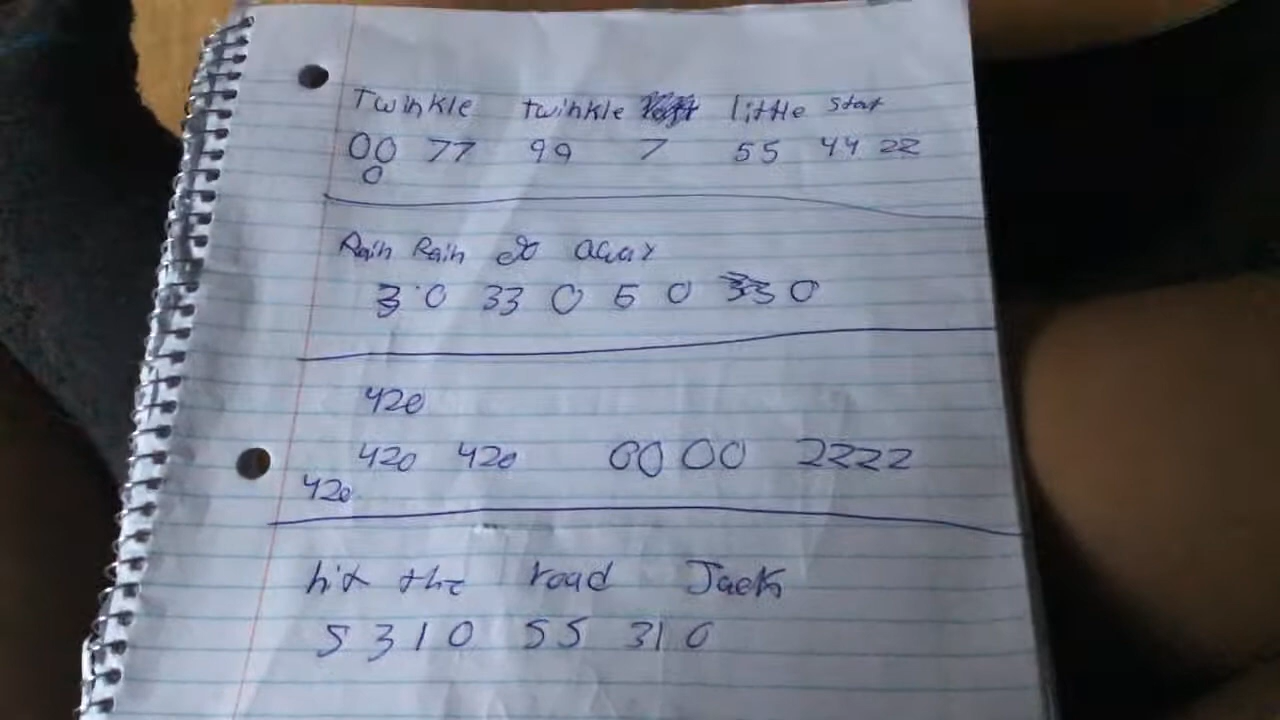 Twinkle twinkle little star
00 77 99 7 55 44 22
0
Rain Rain go away
3 0 33 0 5 0 33 0
420
420 420 00 00 2222
420
hit the road Jack
5 3 1 0 55 31 0